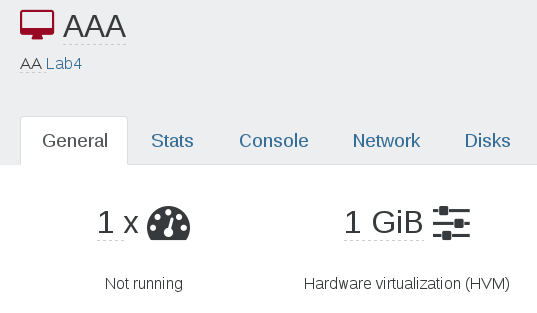 AAA
AA Lab4
General Stats Console Network Disks
1 x 1 GiB
Not running Hardware virtualization (HVM)